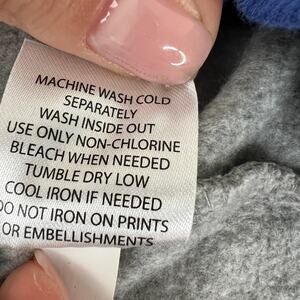 MACHINE WASH COLD
SEPARATELY
WASH INSIDE OUT
USE ONLY NON-CHLORINE
BLEACH WHEN NEEDED
TUMBLE DRY LOW
COOL IRON IF NEEDED
DO NOT IRON ON PRINTS
OR EMBELLISHMENTS